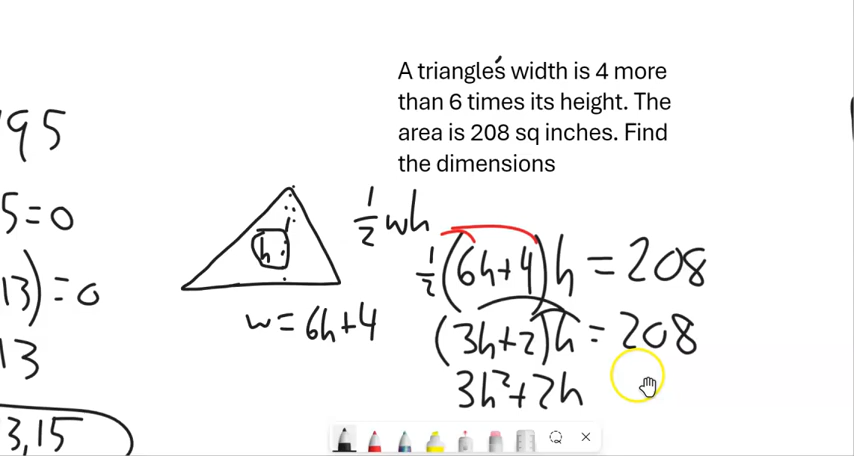 A triangle's width is 4 more
than 6 times its height. The
area is 208 sq inches. Find
the dimensions
95
5=0
13)=0
13
3,15
h
1/2 wh
w=6h+4
1/2(6h+4)h=208
(3h+2)h=208
3h²+2h